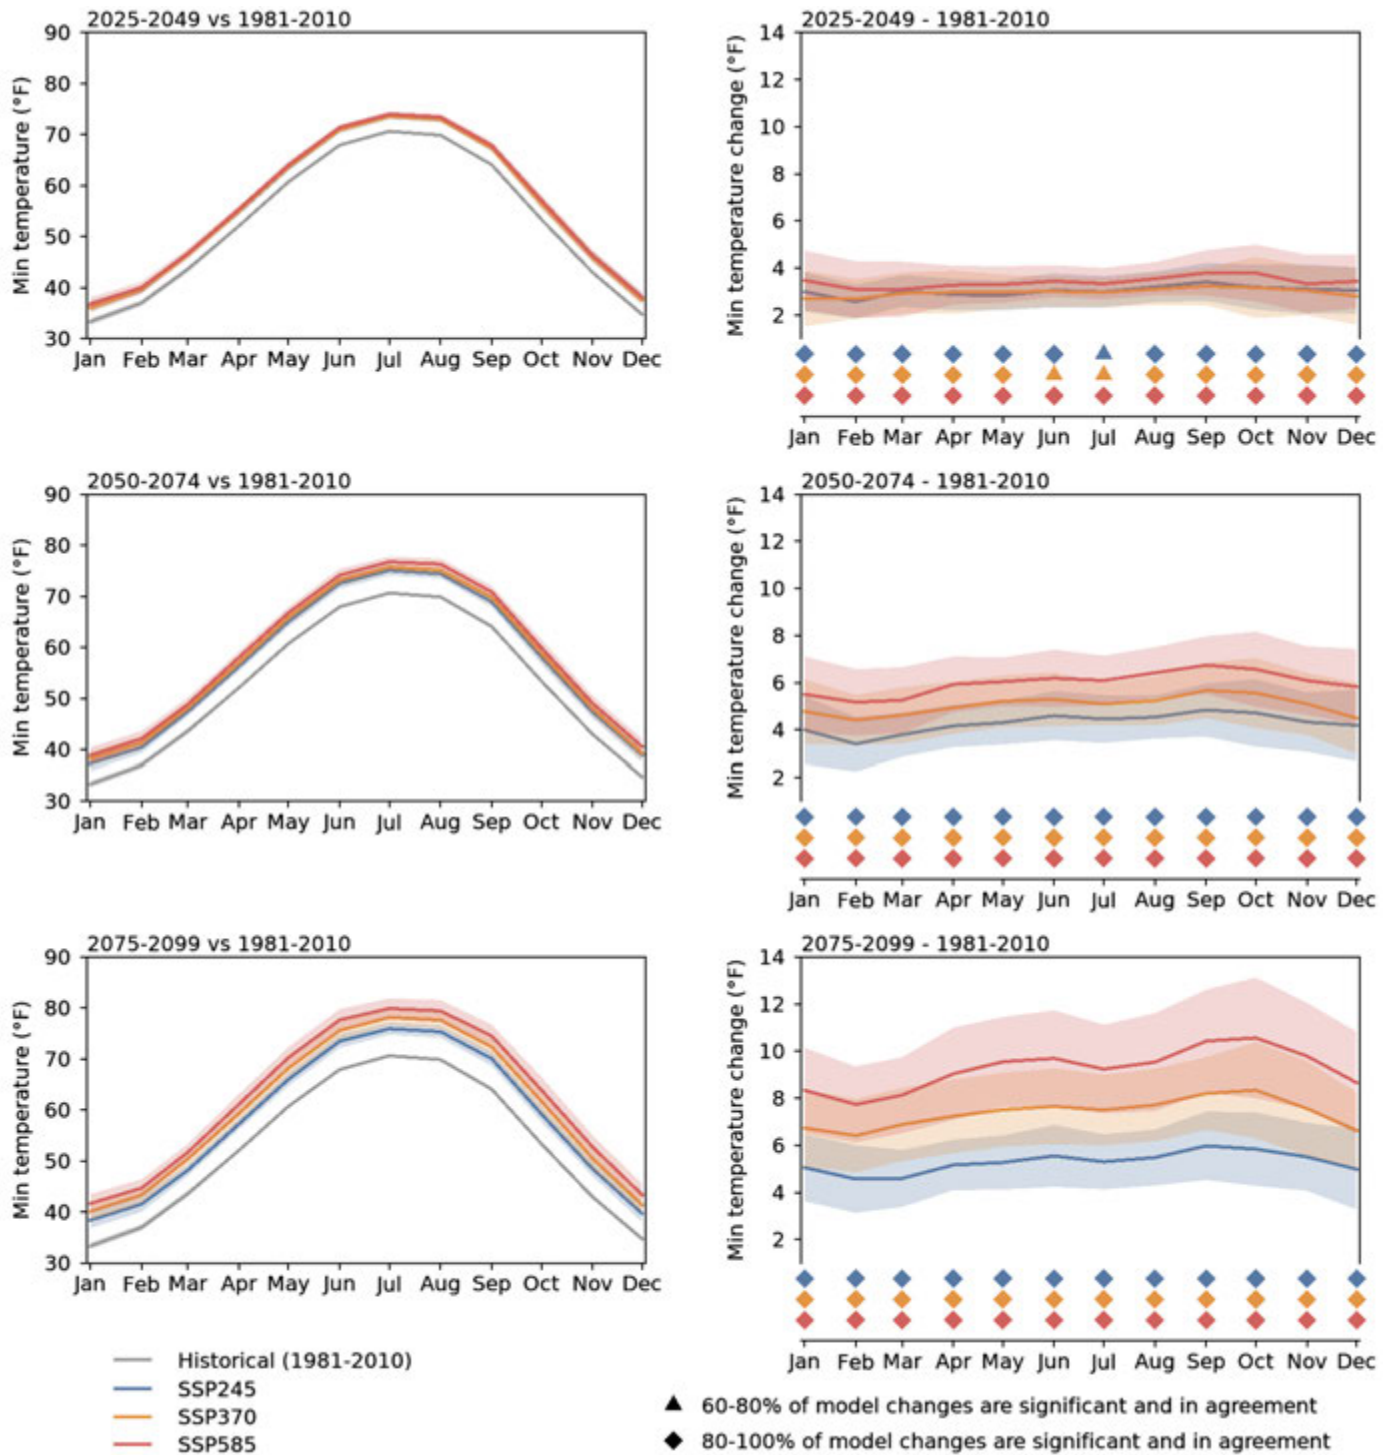 2025-2049 vs 1981-2010
Min temperature (°F)
90
80
70
60
50
40
30
Jan Feb Mar Apr May Jun Jul Aug Sep Oct Nov Dec
2025-2049 - 1981-2010
Min temperature change (°F)
14
12
10
8
6
4
2
Jan Feb Mar Apr May Jun Jul Aug Sep Oct Nov Dec
2050-2074 vs 1981-2010
Min temperature (°F)
90
80
70
60
50
40
30
Jan Feb Mar Apr May Jun Jul Aug Sep Oct Nov Dec
2050-2074 - 1981-2010
Min temperature change (°F)
14
12
10
8
6
4
2
Jan Feb Mar Apr May Jun Jul Aug Sep Oct Nov Dec
2075-2099 vs 1981-2010
Min temperature (°F)
90
80
70
60
50
40
30
Jan Feb Mar Apr May Jun Jul Aug Sep Oct Nov Dec
2075-2099 - 1981-2010
Min temperature change (°F)
14
12
10
8
6
4
2
Jan Feb Mar Apr May Jun Jul Aug Sep Oct Nov Dec
Historical (1981-2010)
SSP245
SSP370
SSP585
60-80% of model changes are significant and in agreement
80-100% of model changes are significant and in agreement